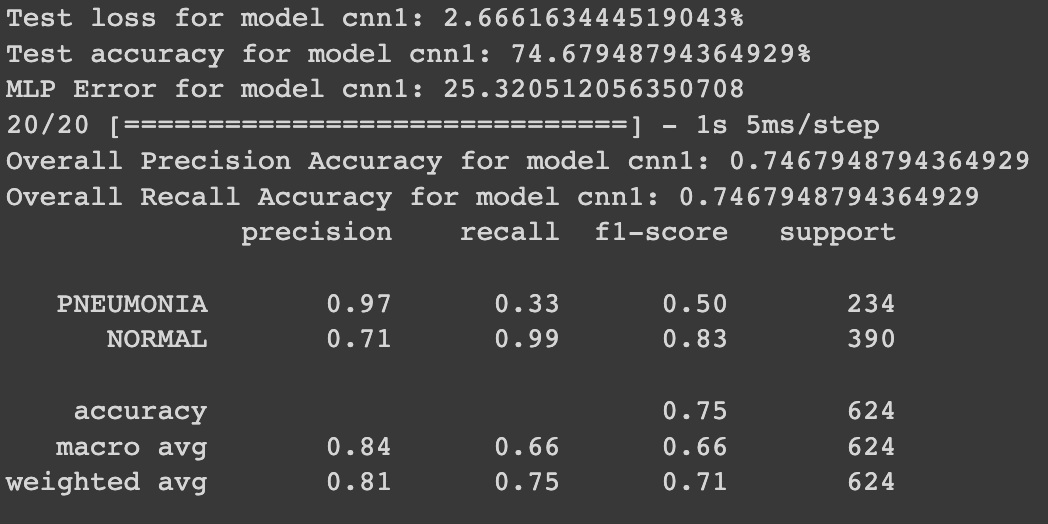 Test loss for model cnn1: 2.666163444519043%
Test accuracy for model cnn1: 74.67948794364929%
MLP Error for model cnn1: 25.320512056350708
20/20 [==============================] - 1s 5ms/step
Overall Precision Accuracy for model cnn1: 0.7467948794364929
Overall Recall Accuracy for model cnn1: 0.7467948794364929
precision recall f1-score support
PNEUMONIA 0.97 0.33 0.50 234
NORMAL 0.71 0.99 0.83 390
accuracy 0.75 624
macro avg 0.84 0.66 0.66 624
weighted avg 0.81 0.75 0.71 624